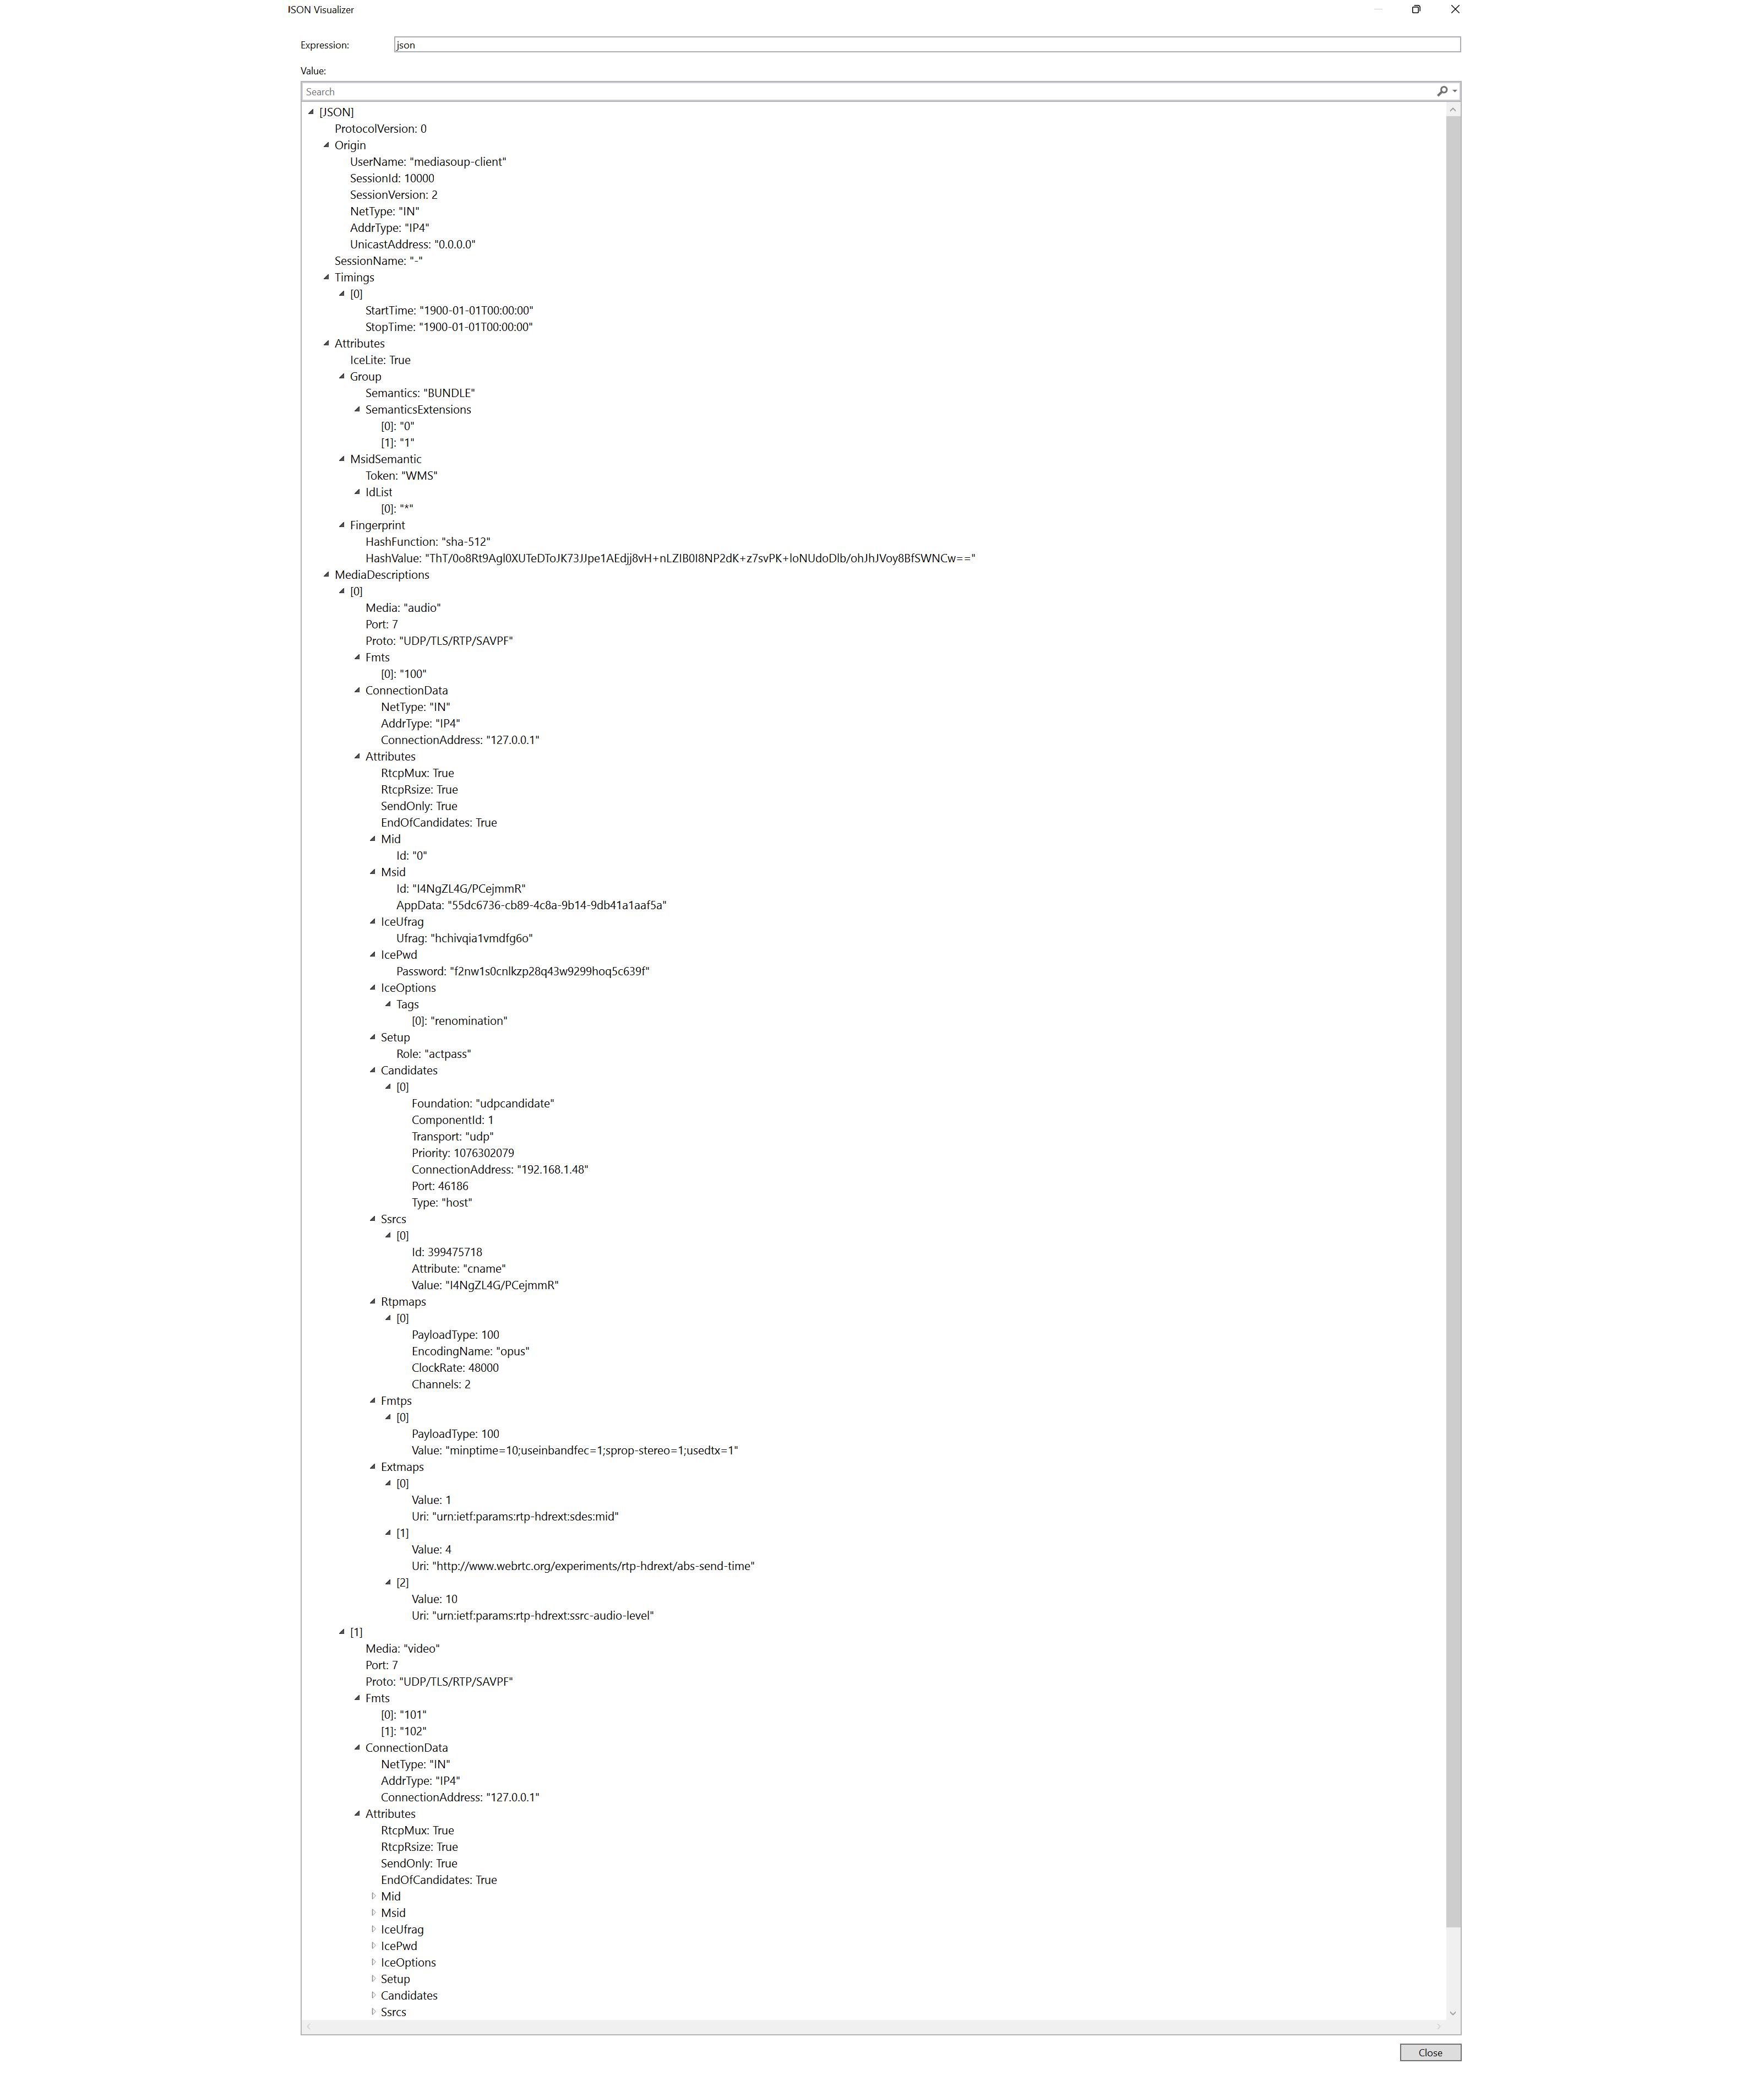 JSON Visualizer
Expression:
json
Value:
Search
[JSON]
ProtocolVersion: 0
Origin
UserName: "mediasoup-client"
SessionId: 10000
SessionVersion: 2
NetType: "IN"
AddrType: "IP4"
UnicastAddress: "0.0.0.0"
SessionName: "-"
Timings
[0]
StartTime: "1900-01-01T00:00:00"
StopTime: "1900-01-01T00:00:00"
Attributes
IceLite: True
Group
Semantics: "BUNDLE"
SemanticsExtensions
[0]: "0"
[1]: "1"
MsidSemantic
Token: "WMS"
IdList
[0]: "*"
Fingerprint
HashFunction: "sha-512"
HashValue: "ThT/0o8Rt9Agl0XUTeDToJK73JJpe1AEdjj8vH+nLZIB0I8NP2dK+z7svPK+loNUdoDlb/ohJhJVoy8BfSWNCw=="
MediaDescriptions
[0]
Media: "audio"
Port: 7
Proto: "UDP/TLS/RTP/SAVPF"
Fmts
[0]: "100"
ConnectionData
NetType: "IN"
AddrType: "IP4"
ConnectionAddress: "127.0.0.1"
Attributes
RtcpMux: True
RtcpRsize: True
SendOnly: True
EndOfCandidates: True
Mid
Id: "0"
Msid
Id: "I4NgZL4G/PCejmmR"
AppData: "55dc6736-cb89-4c8a-9b14-9db41a1aaf5a"
IceUfrag
Ufrag: "hchivqia1vmdfg6o"
IcePwd
Password: "f2nw1s0cnlkzp28q43w9299hoq5c639f"
IceOptions
Tags
[0]: "renomination"
Setup
Role: "actpass"
Candidates
[0]
Foundation: "udpcandidate"
ComponentId: 1
Transport: "udp"
Priority: 1076302079
ConnectionAddress: "192.168.1.48"
Port: 46186
Type: "host"
Ssrcs
[0]
Id: 399475718
Attribute: "cname"
Value: "I4NgZL4G/PCejmmR"
Rtpmaps
[0]
PayloadType: 100
EncodingName: "opus"
ClockRate: 48000
Channels: 2
Fmtps
[0]
PayloadType: 100
Value: "minptime=10;useinbandfec=1;sprop-stereo=1;usedtx=1"
Extmaps
[0]
Value: 1
Uri: "urn:ietf:params:rtp-hdrext:sdes:mid"
[1]
Value: 4
Uri: "http://www.webrtc.org/experiments/rtp-hdrext/abs-send-time"
[2]
Value: 10
Uri: "urn:ietf:params:rtp-hdrext:ssrc-audio-level"
[1]
Media: "video"
Port: 7
Proto: "UDP/TLS/RTP/SAVPF"
Fmts
[0]: "101"
[1]: "102"
ConnectionData
NetType: "IN"
AddrType: "IP4"
ConnectionAddress: "127.0.0.1"
Attributes
RtcpMux: True
RtcpRsize: True
SendOnly: True
EndOfCandidates: True
Mid
Msid
IceUfrag
IcePwd
IceOptions
Setup
Candidates
Ssrcs
Close